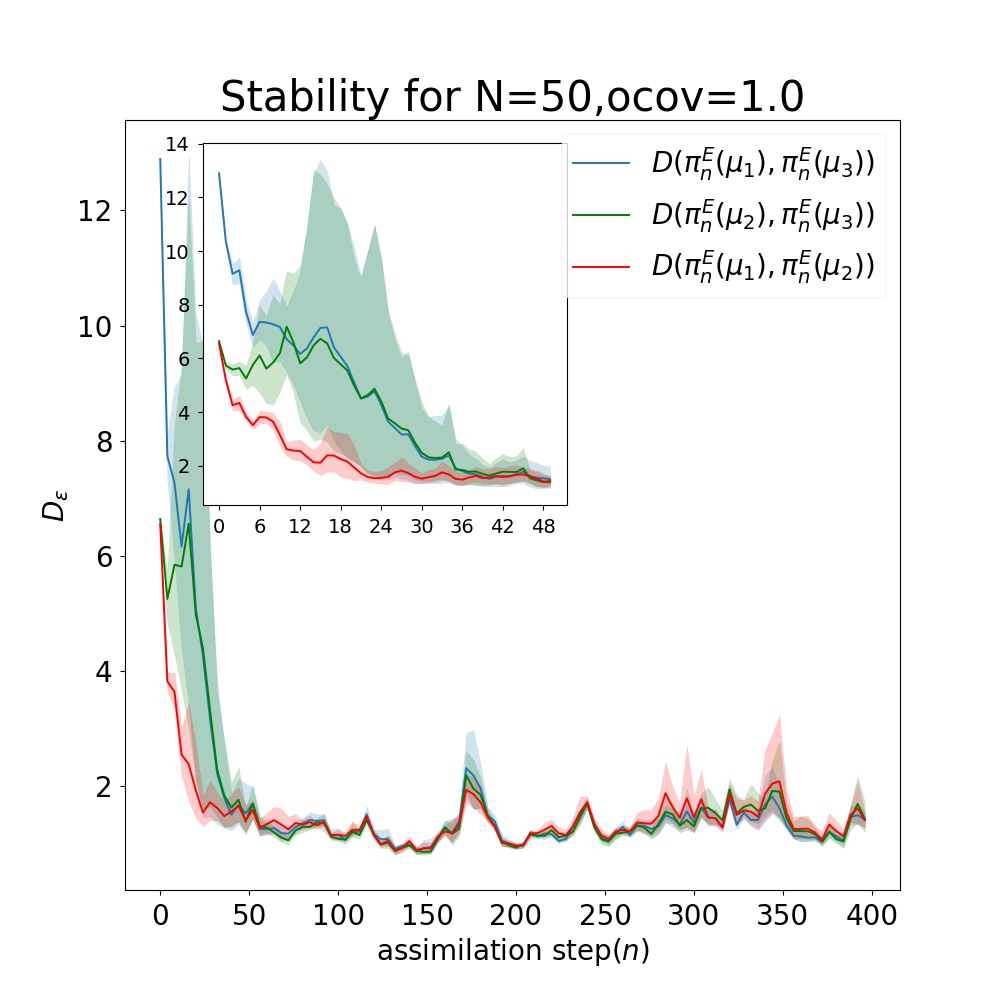 Stability for N=50,ocov=1.0
D(π_n^E(μ_1), π_n^E(μ_3))
D(π_n^E(μ_2), π_n^E(μ_3))
D(π_n^E(μ_1), π_n^E(μ_2))
14
12
10
8
6
4
2
0 6 12 18 24 30 36 42 48
12
10
8
6
4
2
D_ε
0 50 100 150 200 250 300 350 400
assimilation step(n)